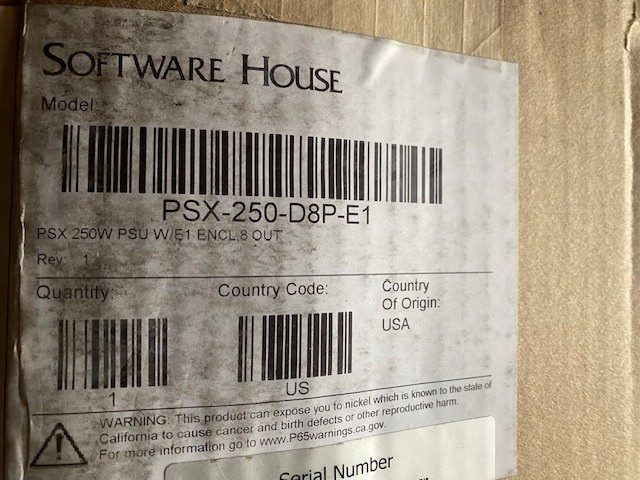 SOFTWARE HOUSE
Model:
PSX-250-D8P-E1
PSX 250W PSU W/E1 ENCL,8 OUT
Rev: 1
Quantity:
1
Country Code:
US
Country
Of Origin:
USA
WARNING: This product can expose you to nickel which is known to the state of
California to cause cancer and birth defects or other reproductive harm.
For more information go to www.P65warnings.ca.gov.
Serial Number